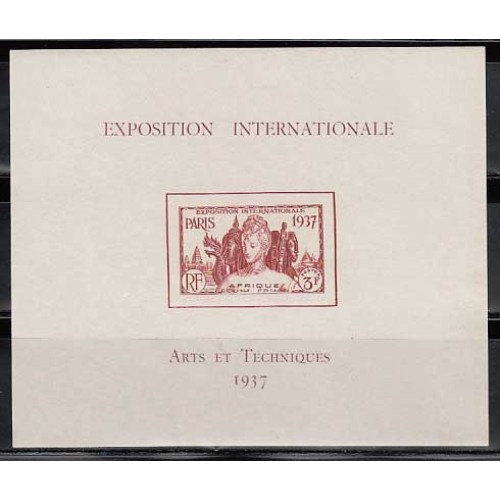 EXPOSITION INTERNATIONALE
EXPOSITION INTERNATIONALE
PARIS 1937
RF
AFRIQUE
3F
ARTS ET TECHNIQUES
1937